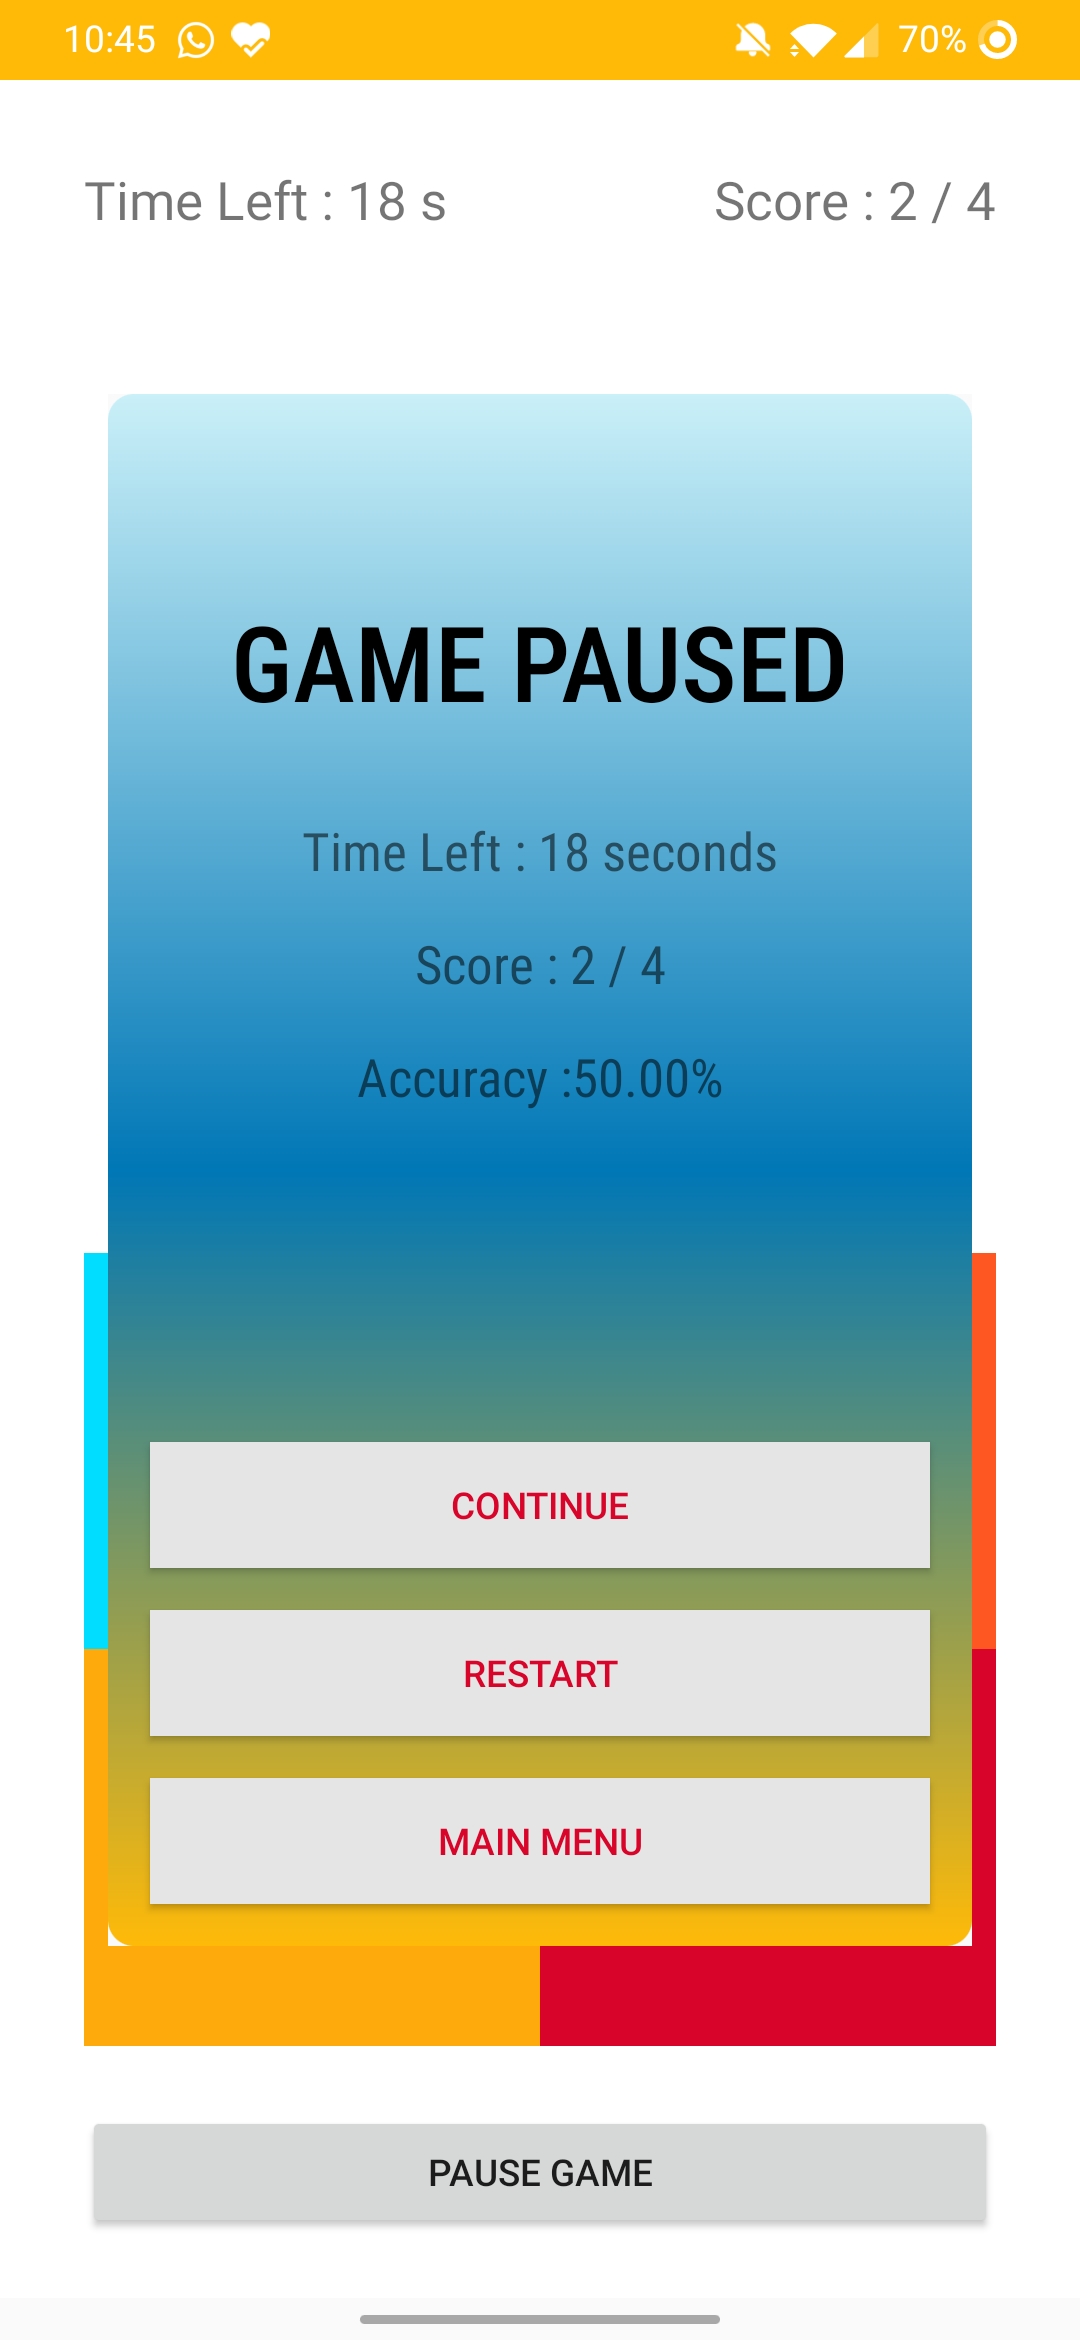 10:45 70%
Time Left : 18 s Score : 2 / 4
GAME PAUSED
Time Left : 18 seconds
Score : 2 / 4
Accuracy :50.00%
CONTINUE
RESTART
MAIN MENU
PAUSE GAME